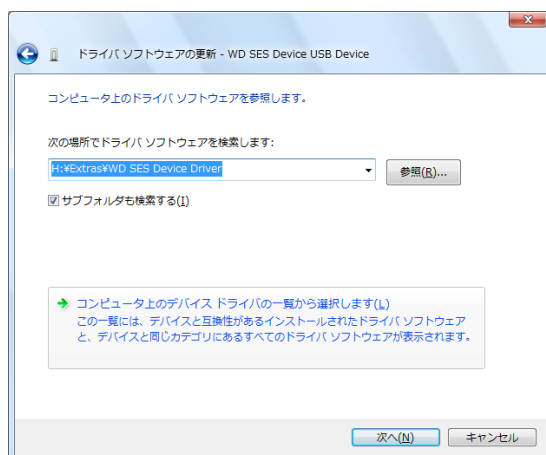 ドライバ ソフトウェアの更新 - WD SES Device USB Device
コンピュータ上のドライバ ソフトウェアを参照します。
次の場所でドライバ ソフトウェアを検索します:
H:¥Extras¥WD SES Device Driver
参照(R)...
サブフォルダも検索する(I)
コンピュータ上のデバイス ドライバの一覧から選択します(L)
この一覧には、デバイスと互換性があるインストールされたドライバ ソフトウェア
と、デバイスと同じカテゴリにあるすべてのドライバ ソフトウェアが表示されます。
次へ(N)
キャンセル